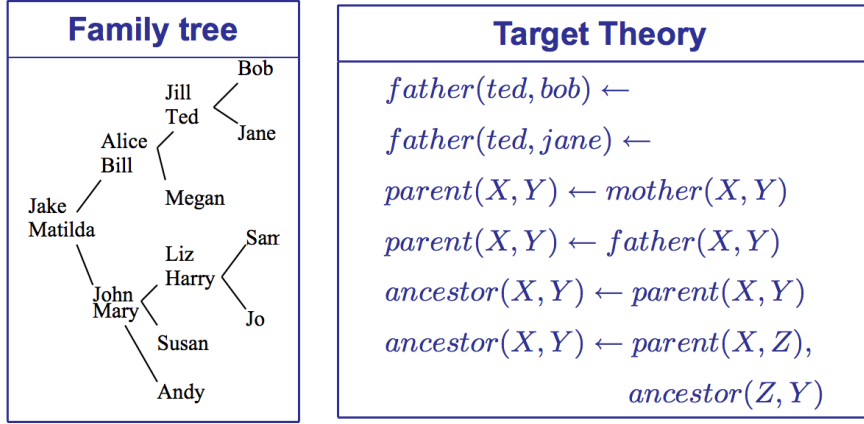 Family tree
Bob
Jill
Ted
Jane
Alice
Bill
Megan
Jake
Matilda
Sam
Liz
Harry
John
Mary
Jo
Susan
Andy
Target Theory
father(ted, bob) ←
father(ted, jane) ←
parent(X, Y) ← mother(X, Y)
parent(X, Y) ← father(X, Y)
ancestor(X, Y) ← parent(X, Y)
ancestor(X, Y) ← parent(X, Z),
ancestor(Z, Y)